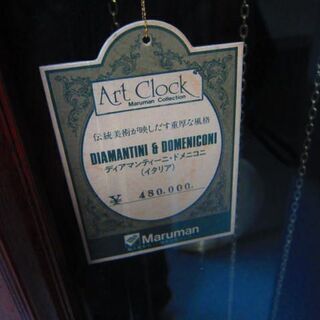 Art Clock
Maruman Collection
伝統美術が映しだす重厚な風格
DIAMANTINI & DOMENICONI
ディアマンティーニ・ドメニコニ
(イタリア)
¥ 480,000.
Maruman